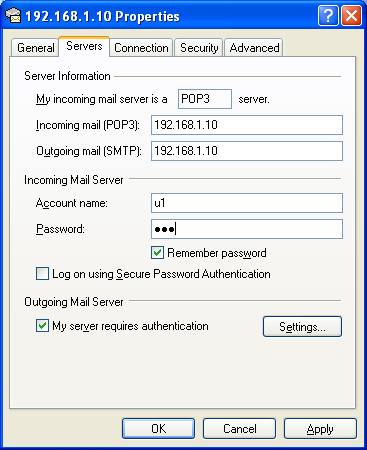 192.168.1.10 Properties
General Servers Connection Security Advanced
Server Information
My incoming mail server is a POP3 server.
Incoming mail (POP3): 192.168.1.10
Outgoing mail (SMTP): 192.168.1.10
Incoming Mail Server
Account name: u1
Password: ●●●
Remember password
Log on using Secure Password Authentication
Outgoing Mail Server
My server requires authentication Settings...
OK Cancel Apply